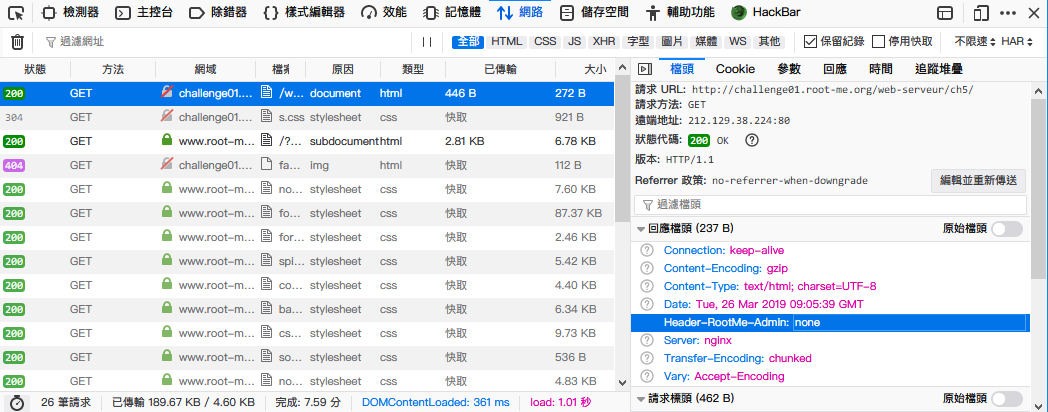 檢測器 主控台 除錯器 樣式編輯器 效能 記憶體 網路 儲存空間 輔助功能 HackBar
過濾網址 全部 HTML CSS JS XHR 字型 圖片 媒體 WS 其他 保留紀錄 停用快取 不限速 HAR
狀態 方法 網域 檔案 原因 類型 已傳輸 大小
200 GET challenge01.... /w... document html 446 B 272 B
304 GET challenge01.... s.css stylesheet css 快取 921 B
200 GET www.root-m... /?... subdocument html 2.81 KB 6.78 KB
404 GET challenge01.... fa... img html 快取 112 B
200 GET www.root-m... no... stylesheet css 快取 7.60 KB
200 GET www.root-m... fo... stylesheet css 快取 87.37 KB
200 GET www.root-m... for... stylesheet css 快取 2.46 KB
200 GET www.root-m... spi... stylesheet css 快取 5.42 KB
200 GET www.root-m... co... stylesheet css 快取 4.40 KB
200 GET www.root-m... ba... stylesheet css 快取 6.34 KB
200 GET www.root-m... cs... stylesheet css 快取 9.73 KB
200 GET www.root-m... so... stylesheet css 快取 536 B
200 GET www.root-m... no... stylesheet css 快取 4.83 KB
26 筆請求 已傳輸 189.67 KB / 4.60 KB 完成: 7.59 分 DOMContentLoaded: 361 ms load: 1.01 秒
檔頭 Cookie 參數 回應 時間 追蹤堆疊
請求 URL: http://challenge01.root-me.org/web-serveur/ch5/
請求方法: GET
遠端地址: 212.129.38.224:80
狀態代碼: 200 OK ?
版本: HTTP/1.1
Referrer 政策: no-referrer-when-downgrade 編輯並重新傳送
過濾檔頭
回應檔頭 (237 B) 原始檔頭
? Connection: keep-alive
? Content-Encoding: gzip
? Content-Type: text/html; charset=UTF-8
? Date: Tue, 26 Mar 2019 09:05:39 GMT
Header-RootMe-Admin: none
? Server: nginx
? Transfer-Encoding: chunked
? Vary: Accept-Encoding
請求標頭 (462 B) 原始檔頭